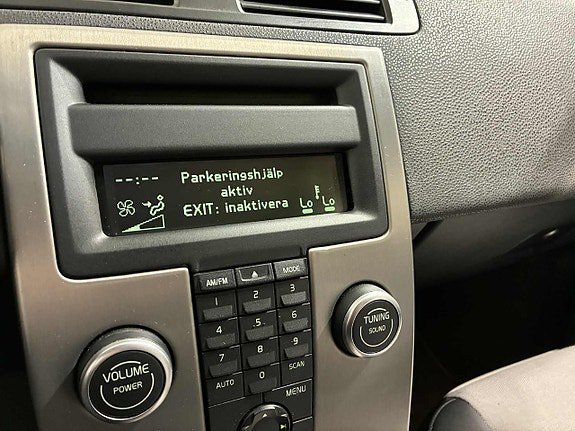 --:-- Parkeringshjälp
aktiv
EXIT: inaktivera Lo Lo
AM/FM MODE
1 2 3
4 5 6
7 8 9
AUTO 0 SCAN
MENU
VOLUME
POWER
TUNING
SOUND